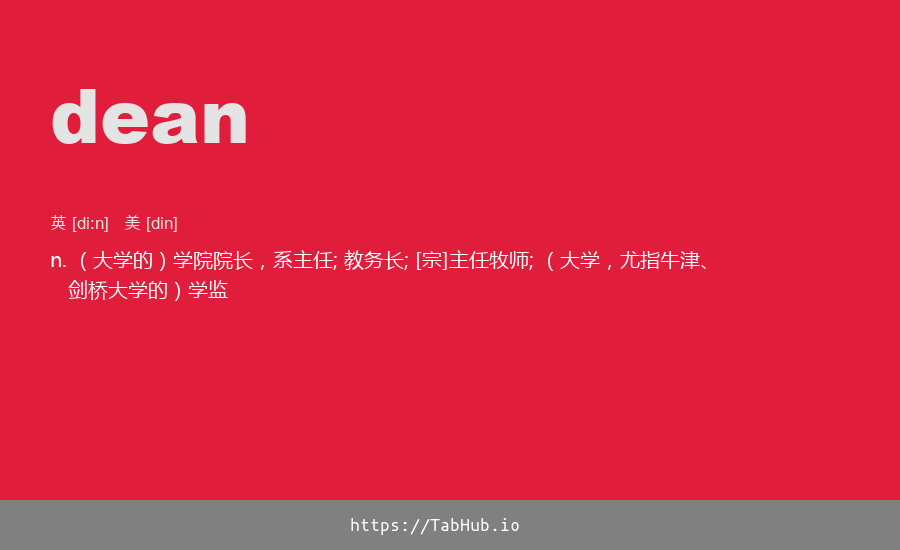 dean
英 [diːn] 美 [din]
n. （大学的）学院院长，系主任; 教务长; [宗]主任牧师; （大学，尤指牛津、
剑桥大学的）学监
https://TabHub.io